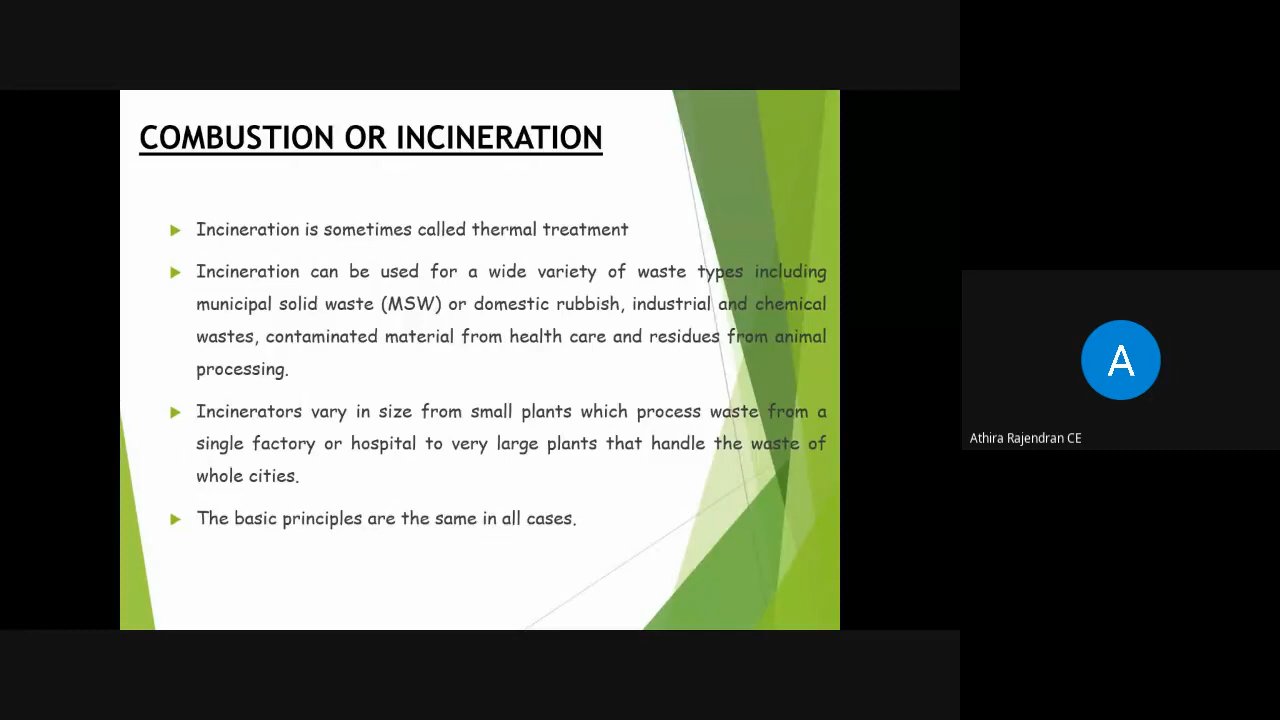 COMBUSTION OR INCINERATION
Incineration is sometimes called thermal treatment
Incineration can be used for a wide variety of waste types including
municipal solid waste (MSW) or domestic rubbish, industrial and chemical
wastes, contaminated material from health care and residues from animal
processing.
Incinerators vary in size from small plants which process waste from a
single factory or hospital to very large plants that handle the waste of
whole cities.
The basic principles are the same in all cases.
A
Athira Rajendran CE